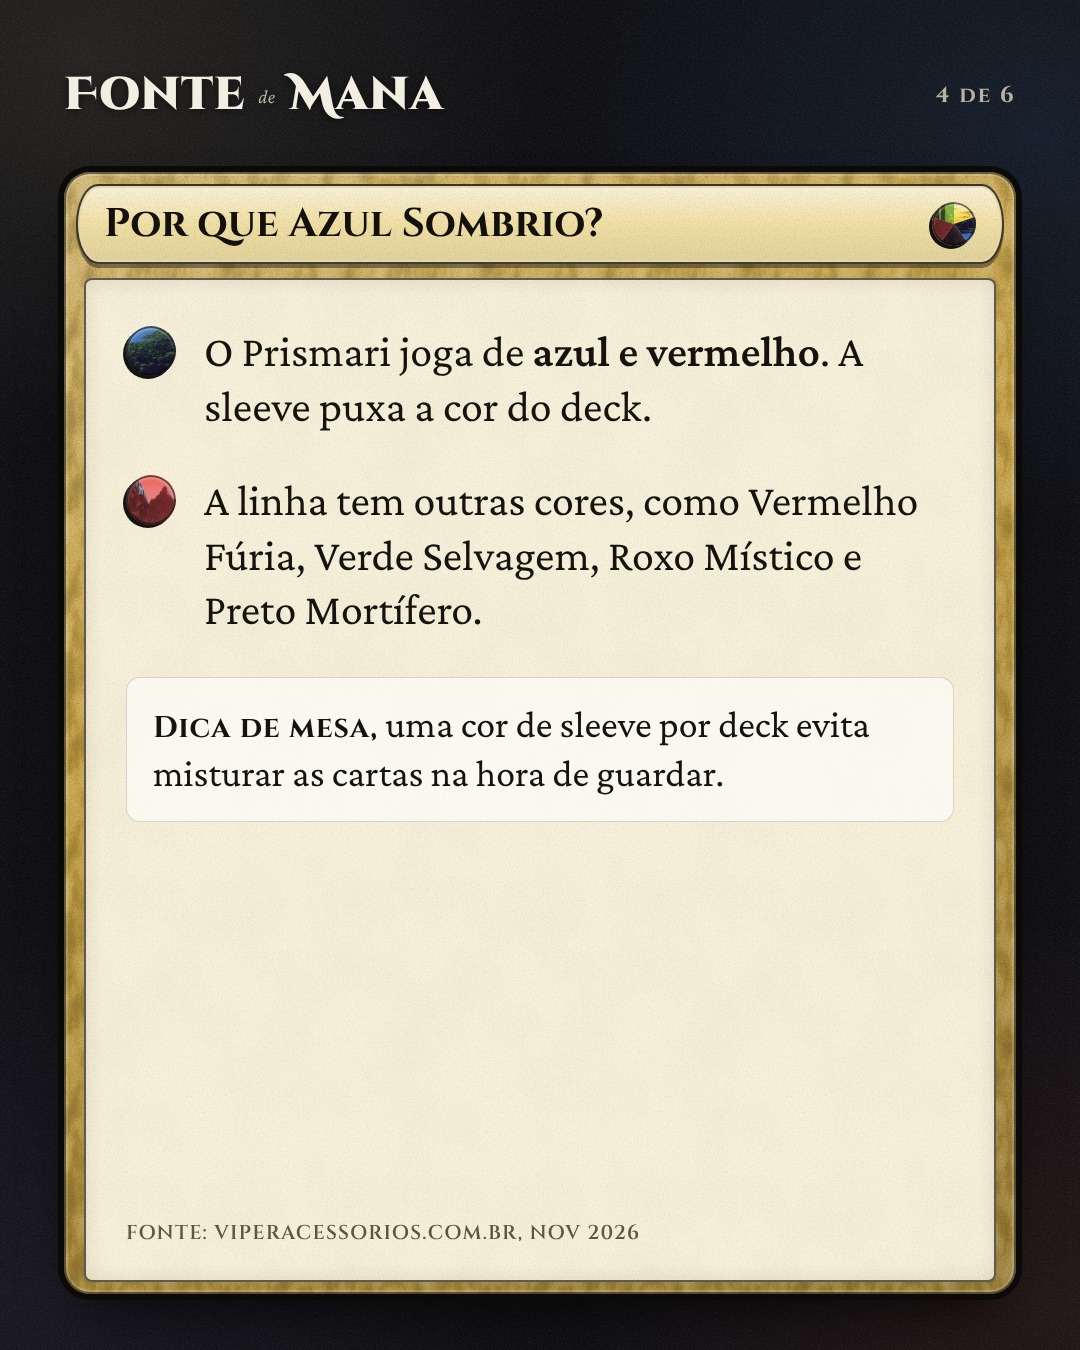 Fonte de Mana
4 de 6
Por que Azul Sombrio?
O Prismari joga de azul e vermelho. A
sleeve puxa a cor do deck.
A linha tem outras cores, como Vermelho
Fúria, Verde Selvagem, Roxo Místico e
Preto Mortífero.
Dica de mesa, uma cor de sleeve por deck evita
misturar as cartas na hora de guardar.
FONTE: VIPERACESSORIOS.COM.BR, NOV 2026